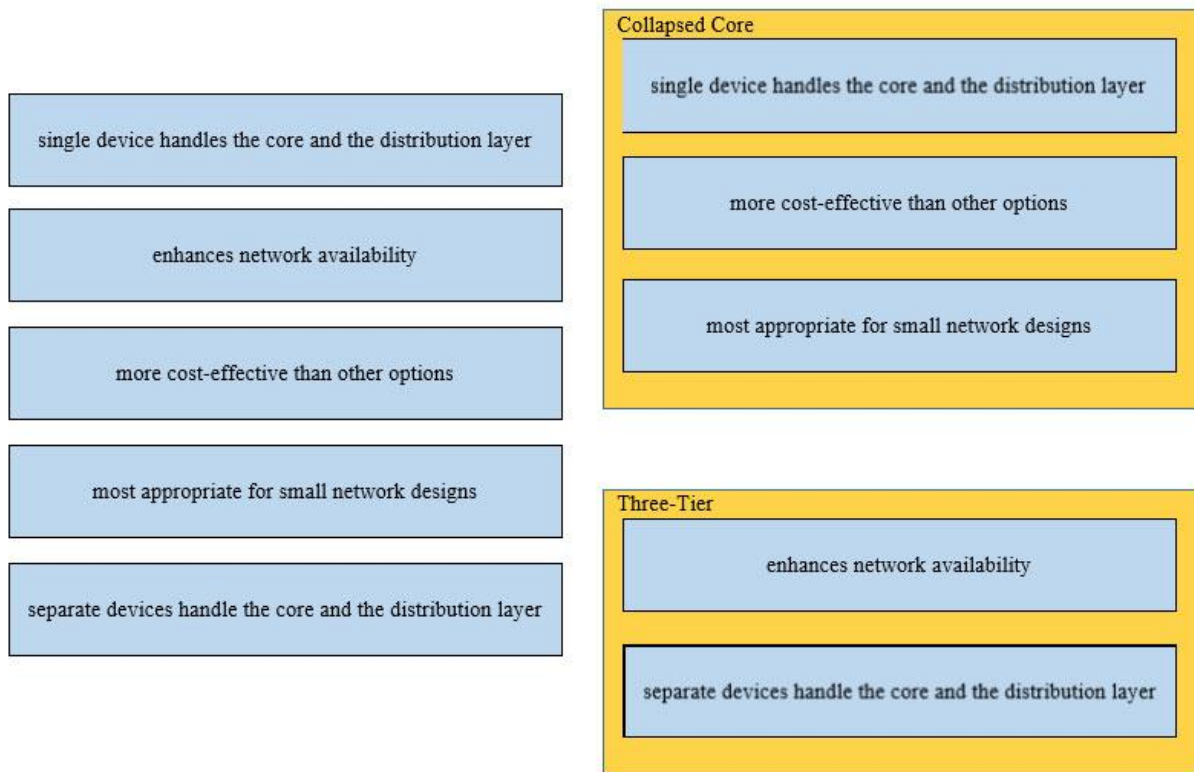 single device handles the core and the distribution layer
enhances network availability
more cost-effective than other options
most appropriate for small network designs
separate devices handle the core and the distribution layer
Collapsed Core
single device handles the core and the distribution layer
more cost-effective than other options
most appropriate for small network designs
Three-Tier
enhances network availability
separate devices handle the core and the distribution layer